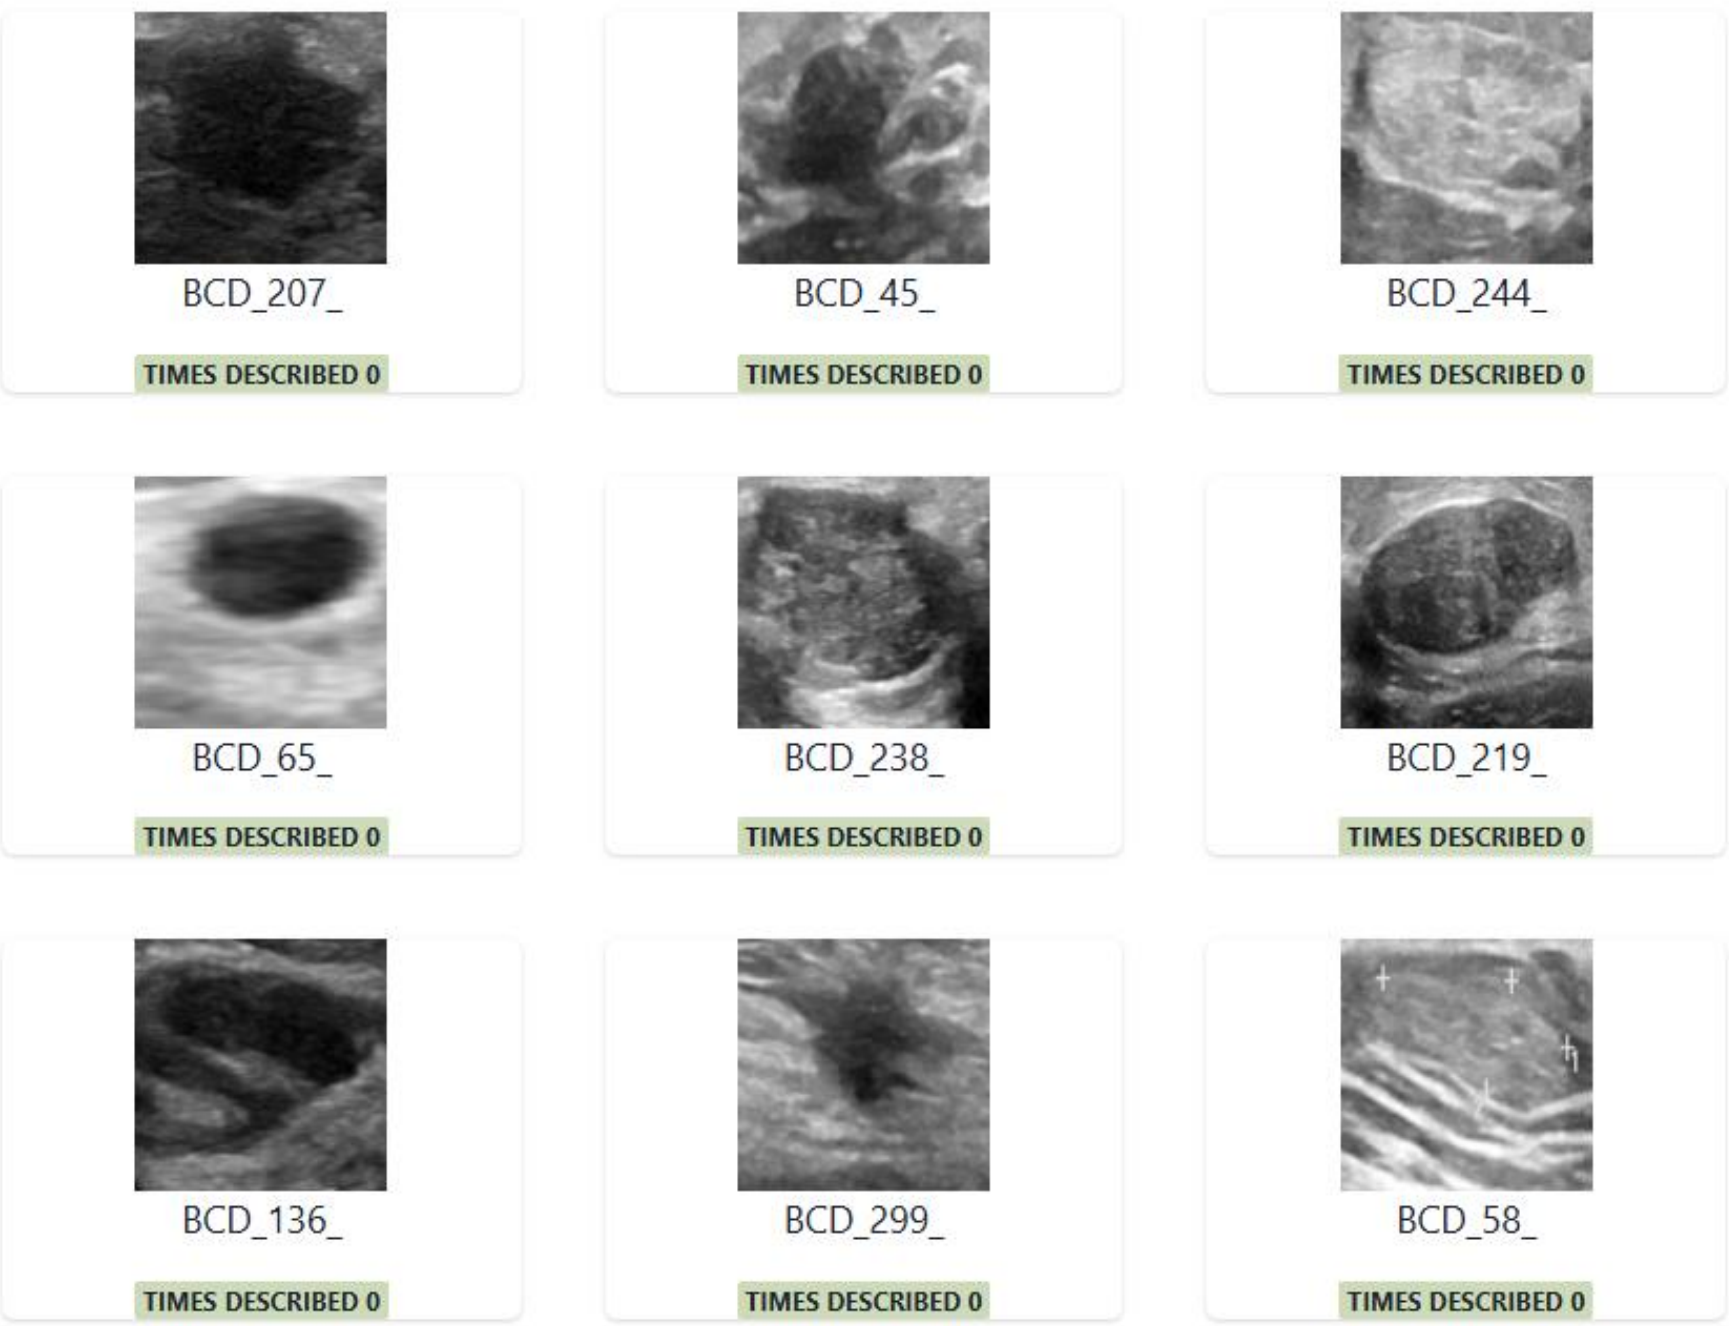 BCD_207_ BCD_45_ BCD_244_
TIMES DESCRIBED 0 TIMES DESCRIBED 0 TIMES DESCRIBED 0
BCD_65_ BCD_238_ BCD_219_
TIMES DESCRIBED 0 TIMES DESCRIBED 0 TIMES DESCRIBED 0
1
BCD_136_ BCD_299_ BCD_58_
TIMES DESCRIBED 0 TIMES DESCRIBED 0 TIMES DESCRIBED 0